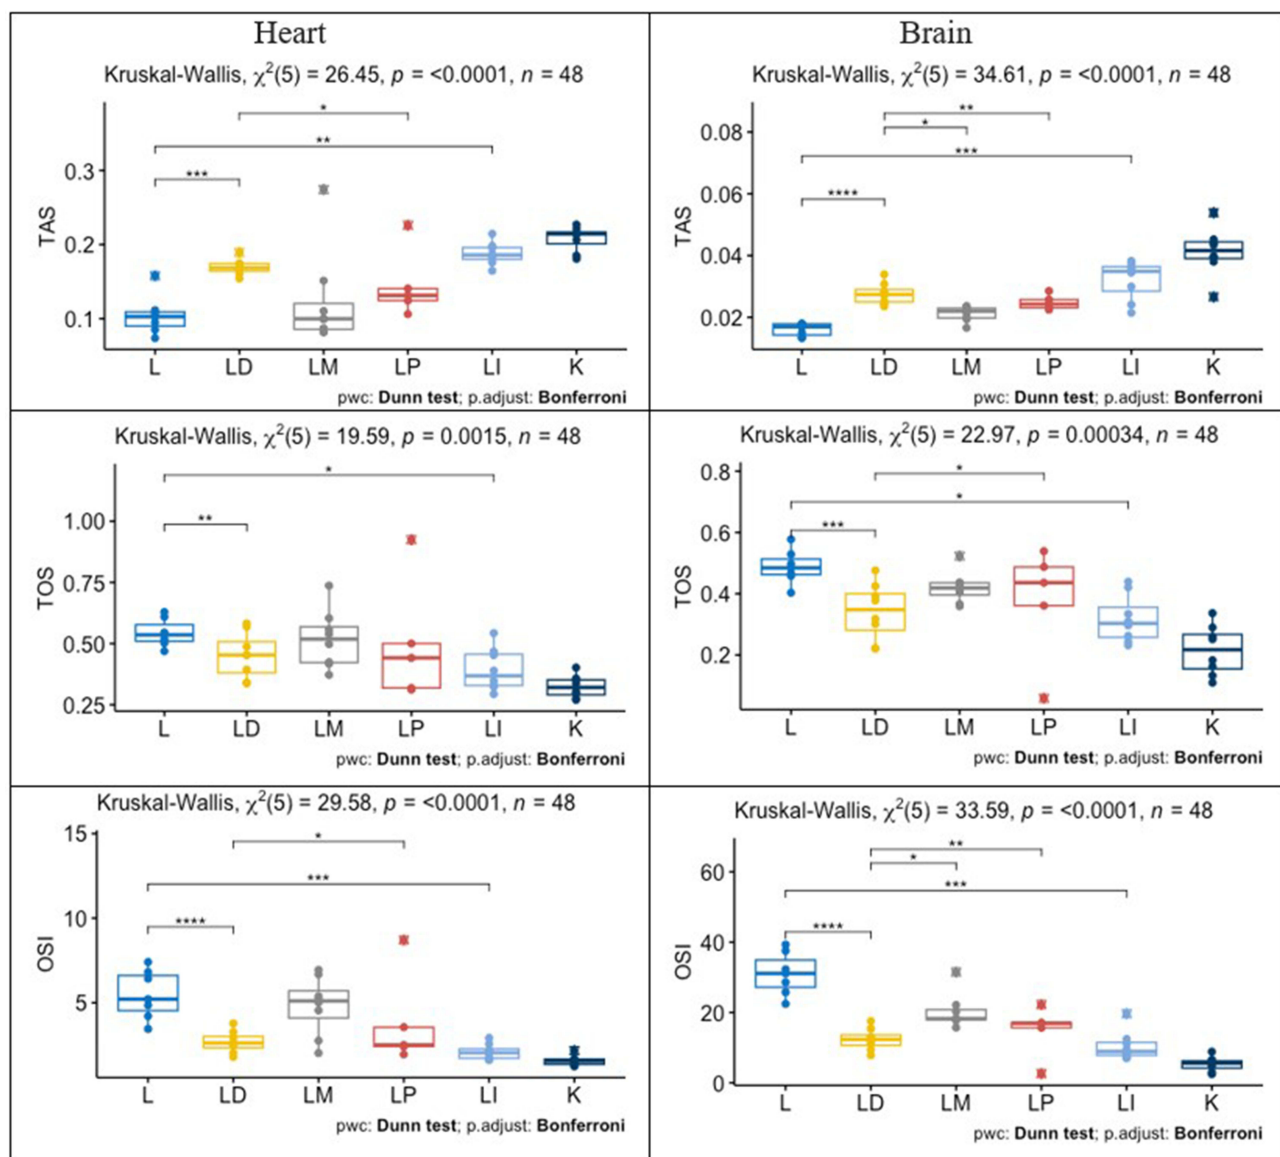 Heart
Kruskal-Wallis, χ²(5) = 26.45, p = <0.0001, n = 48
*
**
***
TAS
0.3
0.2
0.1
L LD LM LP LI K
pwc: Dunn test; p.adjust: Bonferroni
Brain
Kruskal-Wallis, χ²(5) = 34.61, p = <0.0001, n = 48
**
*
***
****
TAS
0.08
0.06
0.04
0.02
L LD LM LP LI K
pwc: Dunn test; p.adjust: Bonferroni
Kruskal-Wallis, χ²(5) = 19.59, p = 0.0015, n = 48
*
**
TOS
1.00
0.75
0.50
0.25
L LD LM LP LI K
pwc: Dunn test; p.adjust: Bonferroni
Kruskal-Wallis, χ²(5) = 22.97, p = 0.00034, n = 48
*
*
***
TOS
0.8
0.6
0.4
0.2
L LD LM LP LI K
pwc: Dunn test; p.adjust: Bonferroni
Kruskal-Wallis, χ²(5) = 29.58, p = <0.0001, n = 48
*
***
****
OSI
15
10
5
L LD LM LP LI K
pwc: Dunn test; p.adjust: Bonferroni
Kruskal-Wallis, χ²(5) = 33.59, p = <0.0001, n = 48
**
*
***
****
OSI
60
40
20
0
L LD LM LP LI K
pwc: Dunn test; p.adjust: Bonferroni